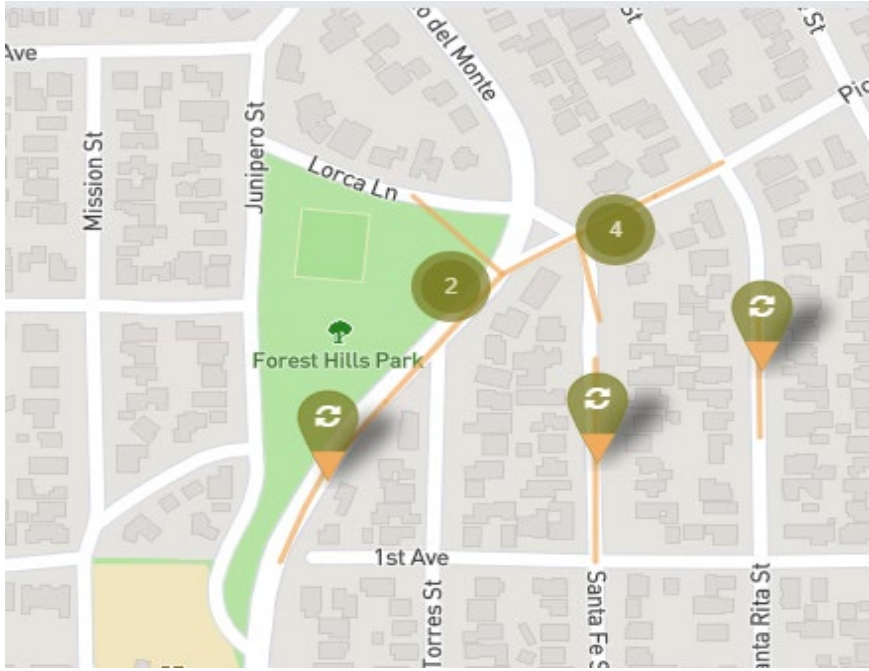 St
St
o del Monte
Ave
Pic
Junipero St
Mission St
Lorca Ln
4
2
Forest Hills Park
1st Ave
Torres St
Santa Fe S
anta Rita St